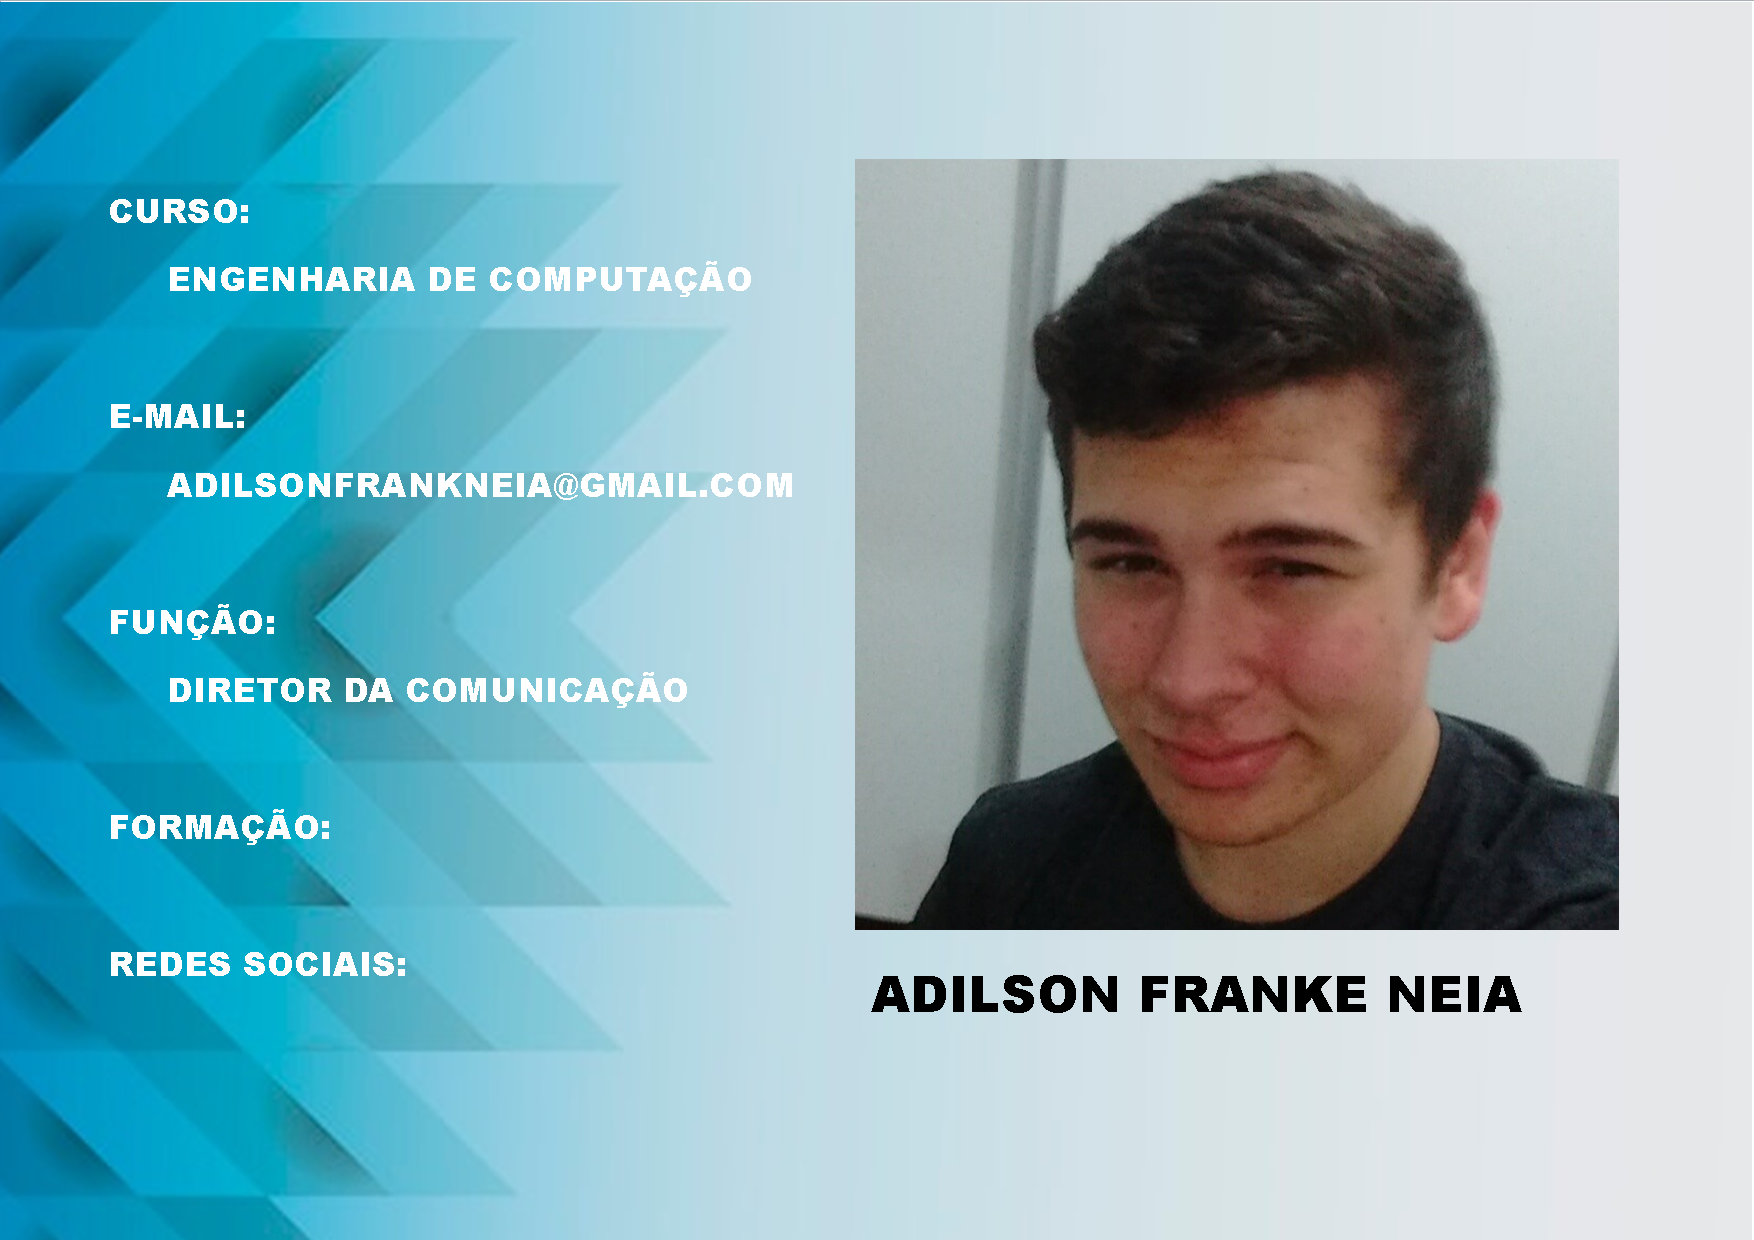 CURSO:
ENGENHARIA DE COMPUTAÇÃO
E-MAIL:
ADILSONFRANKNEIA@GMAIL.COM
FUNÇÃO:
DIRETOR DA COMUNICAÇÃO
FORMAÇÃO:
REDES SOCIAIS:
ADILSON FRANKE NEIA